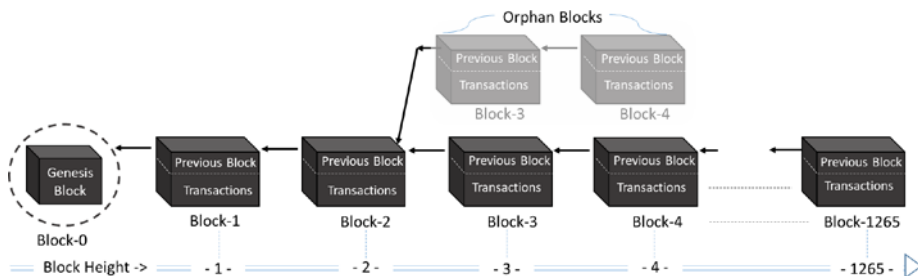 Orphan Blocks
Previous Block
Transactions
Block-3
Previous Block
Transactions
Block-4
Genesis
Block
Block-0
Previous Block
Transactions
Block-1
Previous Block
Transactions
Block-2
Previous Block
Transactions
Block-3
Previous Block
Transactions
Block-4
Previous Block
Transactions
Block-1265
Block Height -> - 1 - - 2 - - 3 - - 4 - - 1265 -